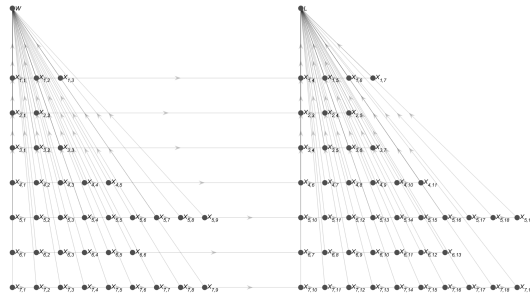 W L
X1,1 X1,2 X1,3 X1,4 X1,5 X1,6 X1,7
X2,1 X2,2 X2,3 X2,4 X2,5
X3,1 X3,2 X3,3 X3,4 X3,5 X3,6 X3,7
X4,1 X4,2 X4,3 X4,4 X4,5 X4,6 X4,7 X4,8 X4,9 X4,10 X4,11
X5,1 X5,2 X5,3 X5,4 X5,5 X5,6 X5,7 X5,8 X5,9 X5,10 X5,11 X5,12 X5,13 X5,14 X5,15 X5,16 X5,17 X5,18
X6,1 X6,2 X6,3 X6,4 X6,5 X6,6 X6,7 X6,8 X6,9 X6,10 X6,11 X6,12 X6,13
X7,1 X7,2 X7,3 X7,4 X7,5 X7,6 X7,7 X7,8 X7,9 X7,10 X7,11 X7,12 X7,13 X7,14 X7,15 X7,16 X7,17 X7,18